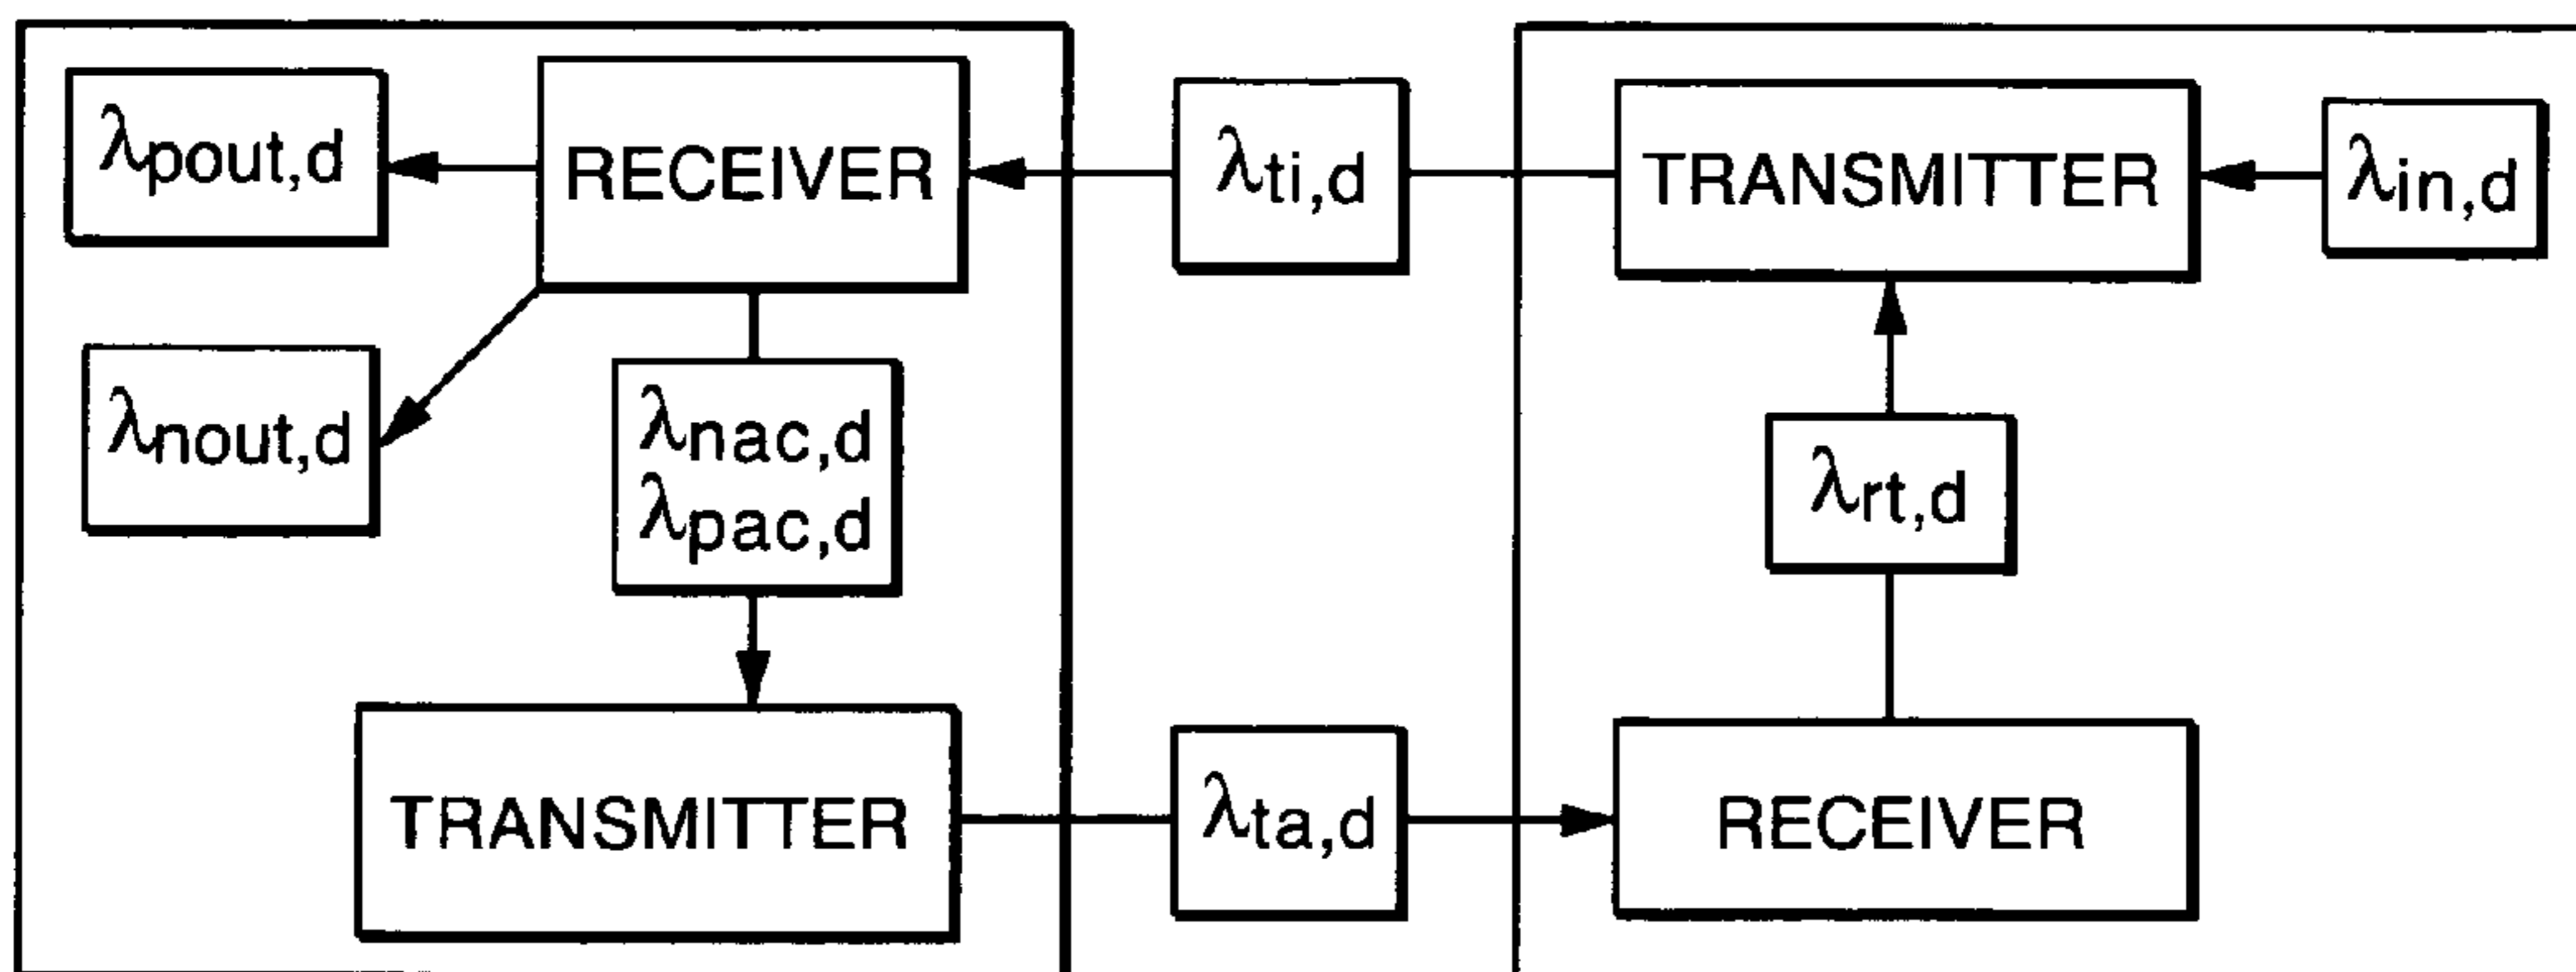 λpout,d
RECEIVER
λti,d
TRANSMITTER
λin,d
λnout,d
λnac,d
λpac,d
λrt,d
TRANSMITTER
λta,d
RECEIVER